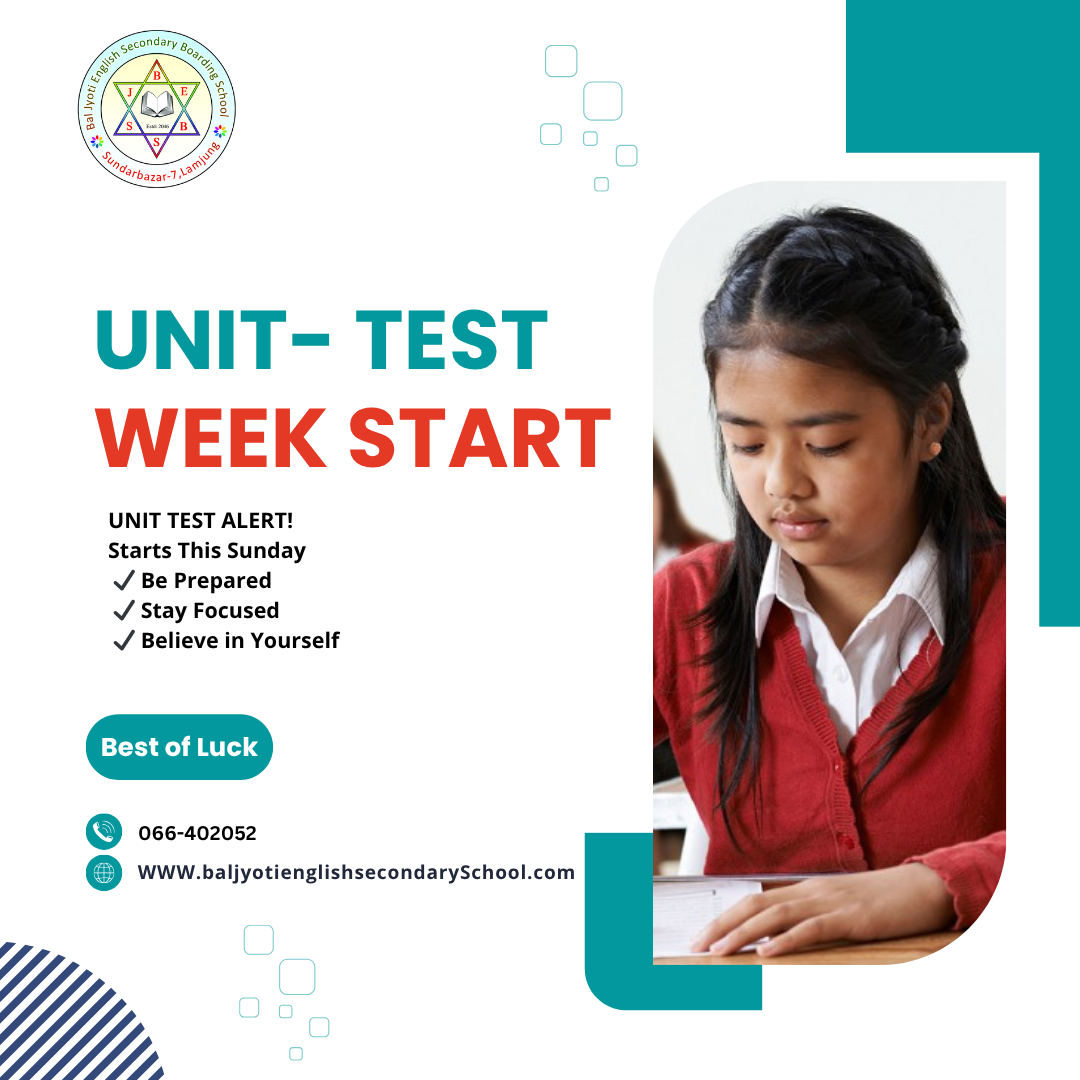 Bal Jyoti English Secondary Boarding School
B
J
E
Estd: 2046
S
B
S
Sundarbazar-7,Lamjung
UNIT- TEST
WEEK START
UNIT TEST ALERT!
Starts This Sunday
✓ Be Prepared
✓ Stay Focused
✓ Believe in Yourself
Best of Luck
066-402052
WWW.baljyotienglishsecondarySchool.com